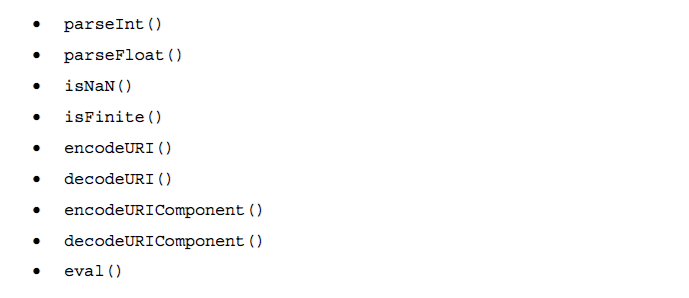 • parseInt()
• parseFloat()
• isNaN()
• isFinite()
• encodeURI()
• decodeURI()
• encodeURIComponent()
• decodeURIComponent()
• eval()